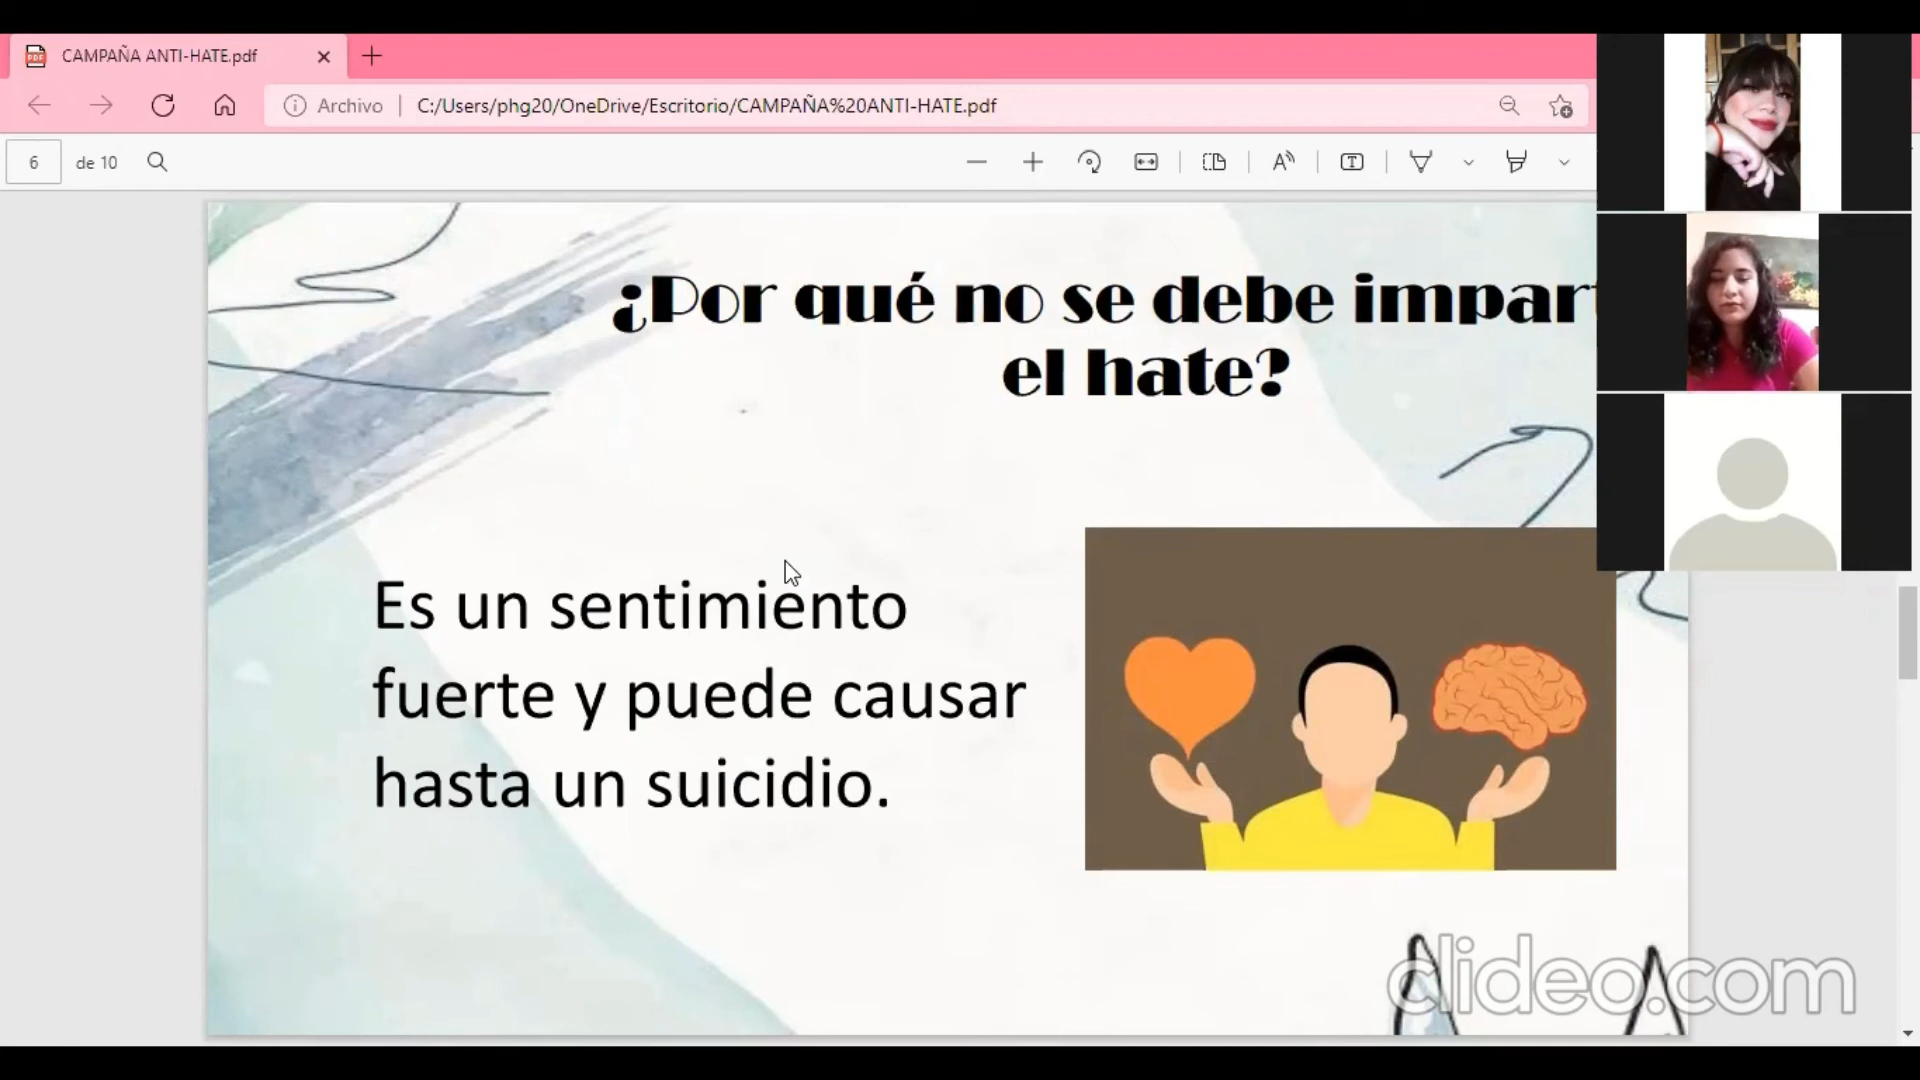 CAMPAÑA ANTI-HATE.pdf
Archivo | C:/Users/phg20/OneDrive/Escritorio/CAMPAÑA%20ANTI-HATE.pdf
6 de 10
¿Por qué no se debe impart
el hate?
Es un sentimiento
fuerte y puede causar
hasta un suicidio.
clideo.com